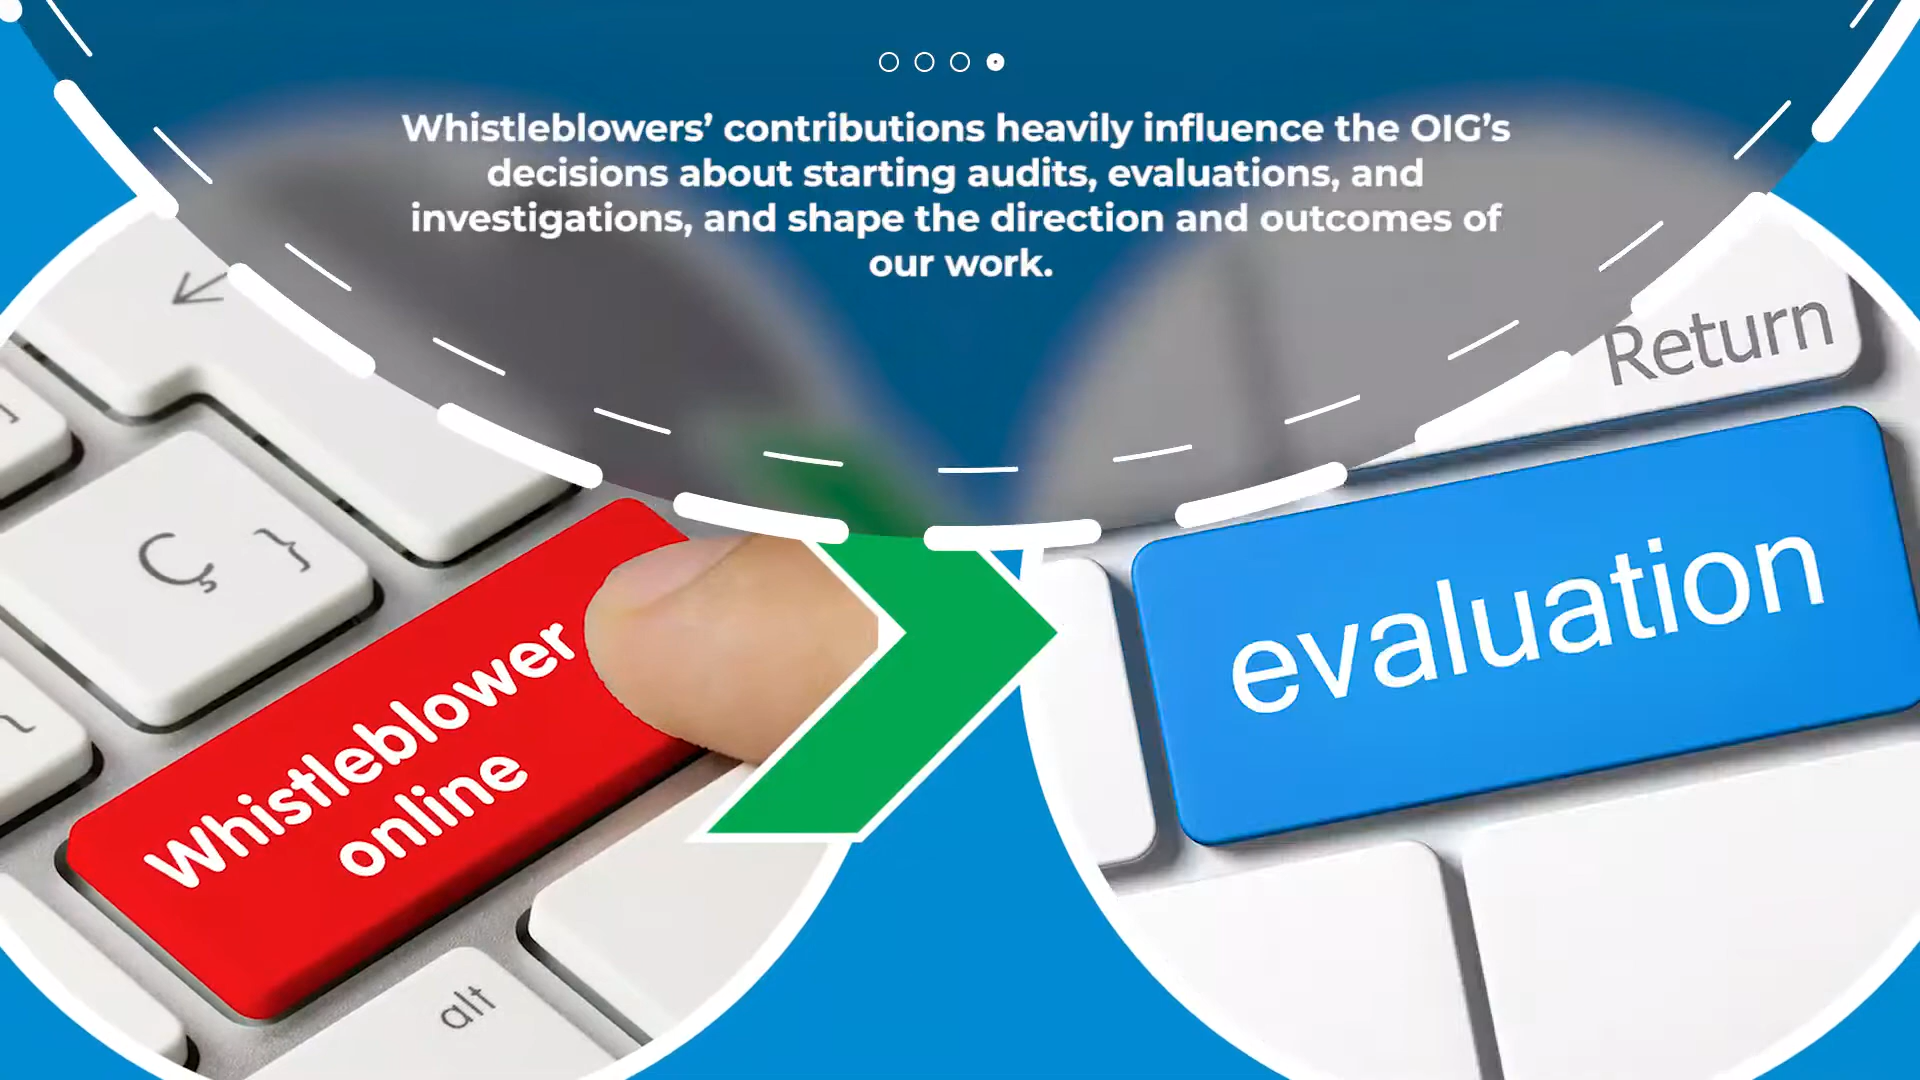 Whistleblowers’ contributions heavily influence the OIG’s
decisions about starting audits, evaluations, and
investigations, and shape the direction and outcomes of
our work.
Return
Ç }
Whistleblower
online
evaluation
alt